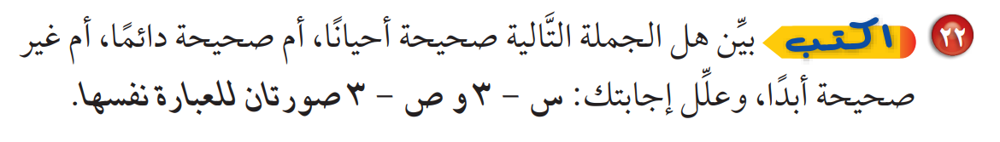 ٢٢ اكتب بيِّن هل الجملة التَّالية صحيحة أحيانًا، أم صحيحة دائمًا، أم غير
صحيحة أبدًا، وعلِّل إجابتك: س – ٣ و ص – ٣ صورتان للعبارة نفسها.